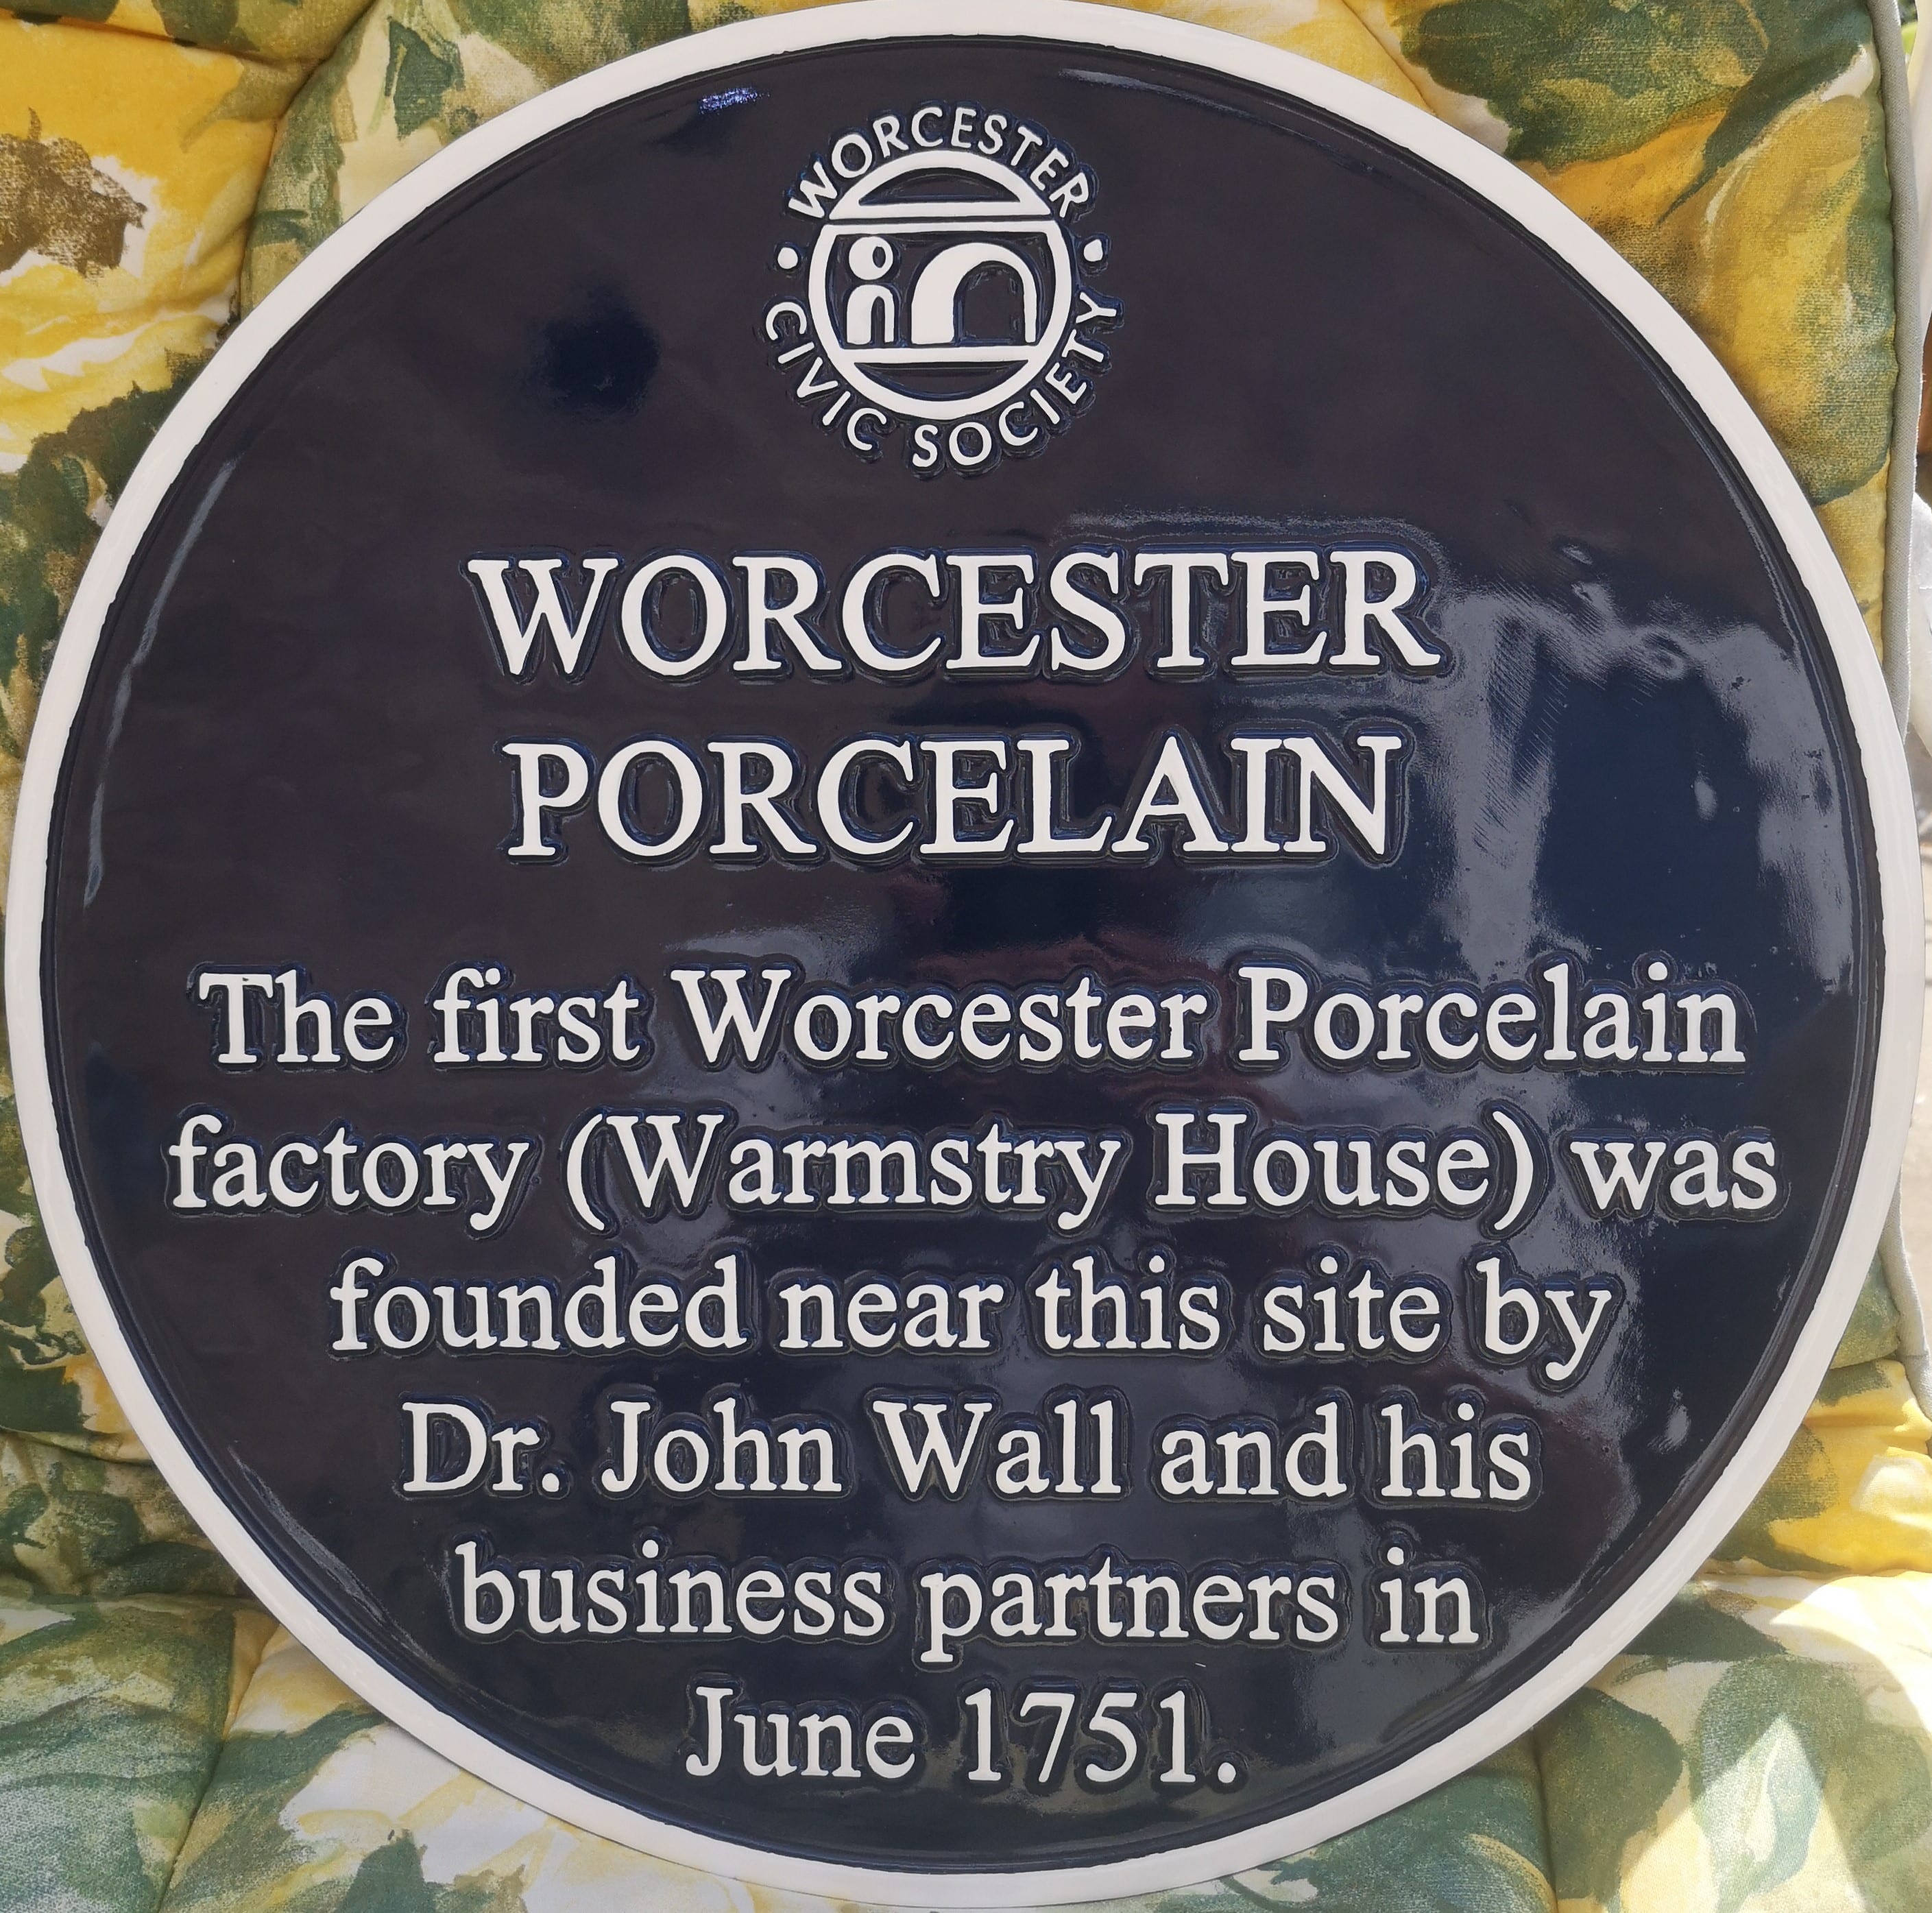 WORCESTER
CIVIC SOCIETY
WORCESTER
PORCELAIN
The first Worcester Porcelain
factory (Warmstry House) was
founded near this site by
Dr. John Wall and his
business partners in
June 1751.